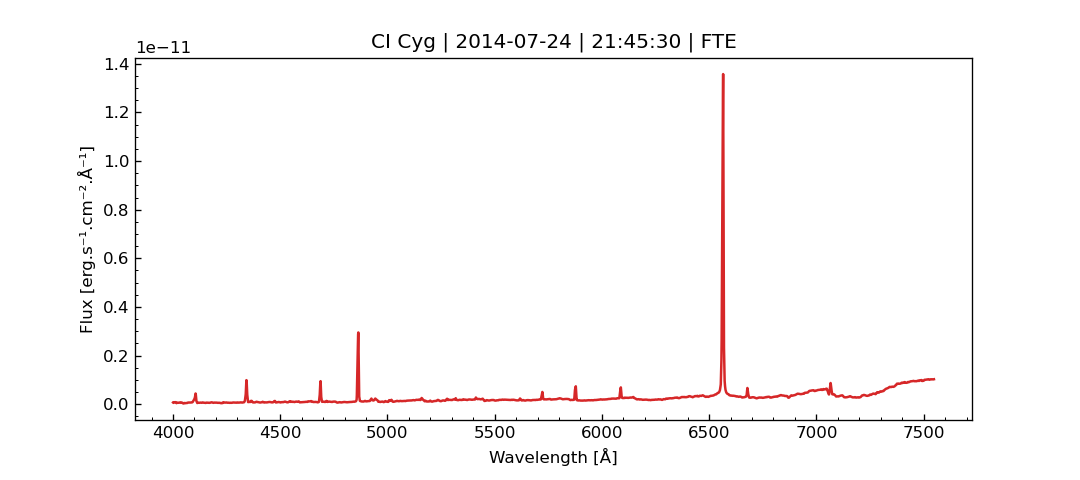 CI Cyg | 2014-07-24 | 21:45:30 | FTE
1e−11
1.4
1.2
1.0
0.8
0.6
0.4
0.2
0.0
Flux [erg.s⁻¹.cm⁻².Å⁻¹]
4000 4500 5000 5500 6000 6500 7000 7500
Wavelength [Å]